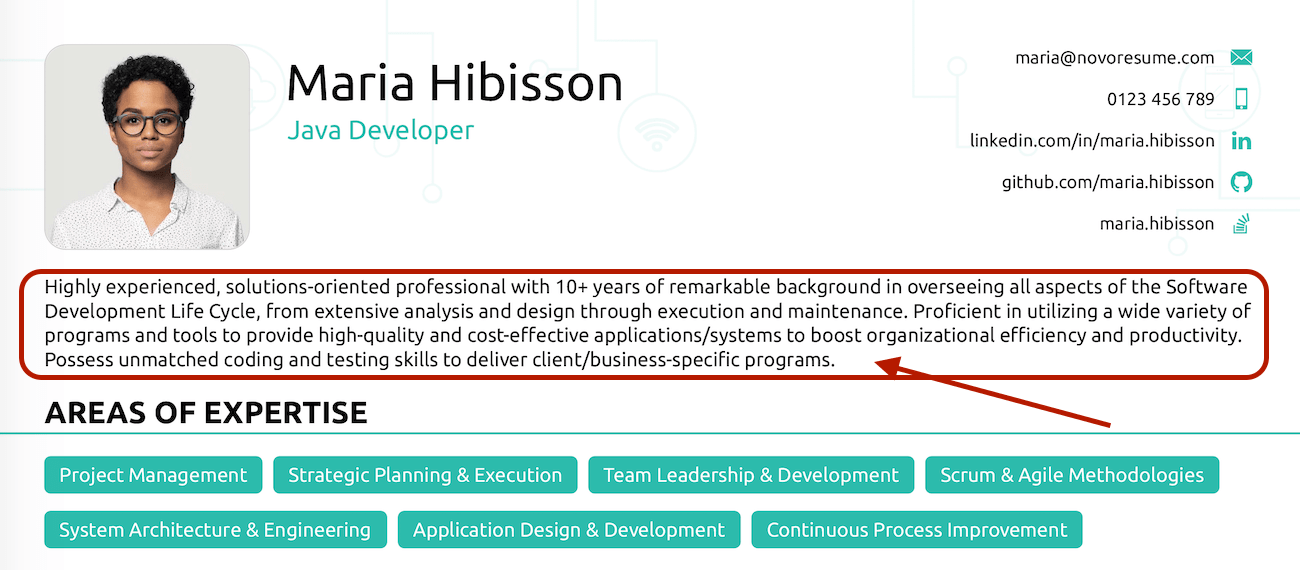 Maria Hibisson
Java Developer
maria@novoresume.com
0123 456 789
linkedin.com/in/maria.hibisson
in
github.com/maria.hibisson
maria.hibisson
Highly experienced, solutions-oriented professional with 10+ years of remarkable background in overseeing all aspects of the Software
Development Life Cycle, from extensive analysis and design through execution and maintenance. Proficient in utilizing a wide variety of
programs and tools to provide high-quality and cost-effective applications/systems to boost organizational efficiency and productivity.
Possess unmatched coding and testing skills to deliver client/business-specific programs.
AREAS OF EXPERTISE
Project Management
Strategic Planning & Execution
Team Leadership & Development
Scrum & Agile Methodologies
System Architecture & Engineering
Application Design & Development
Continuous Process Improvement